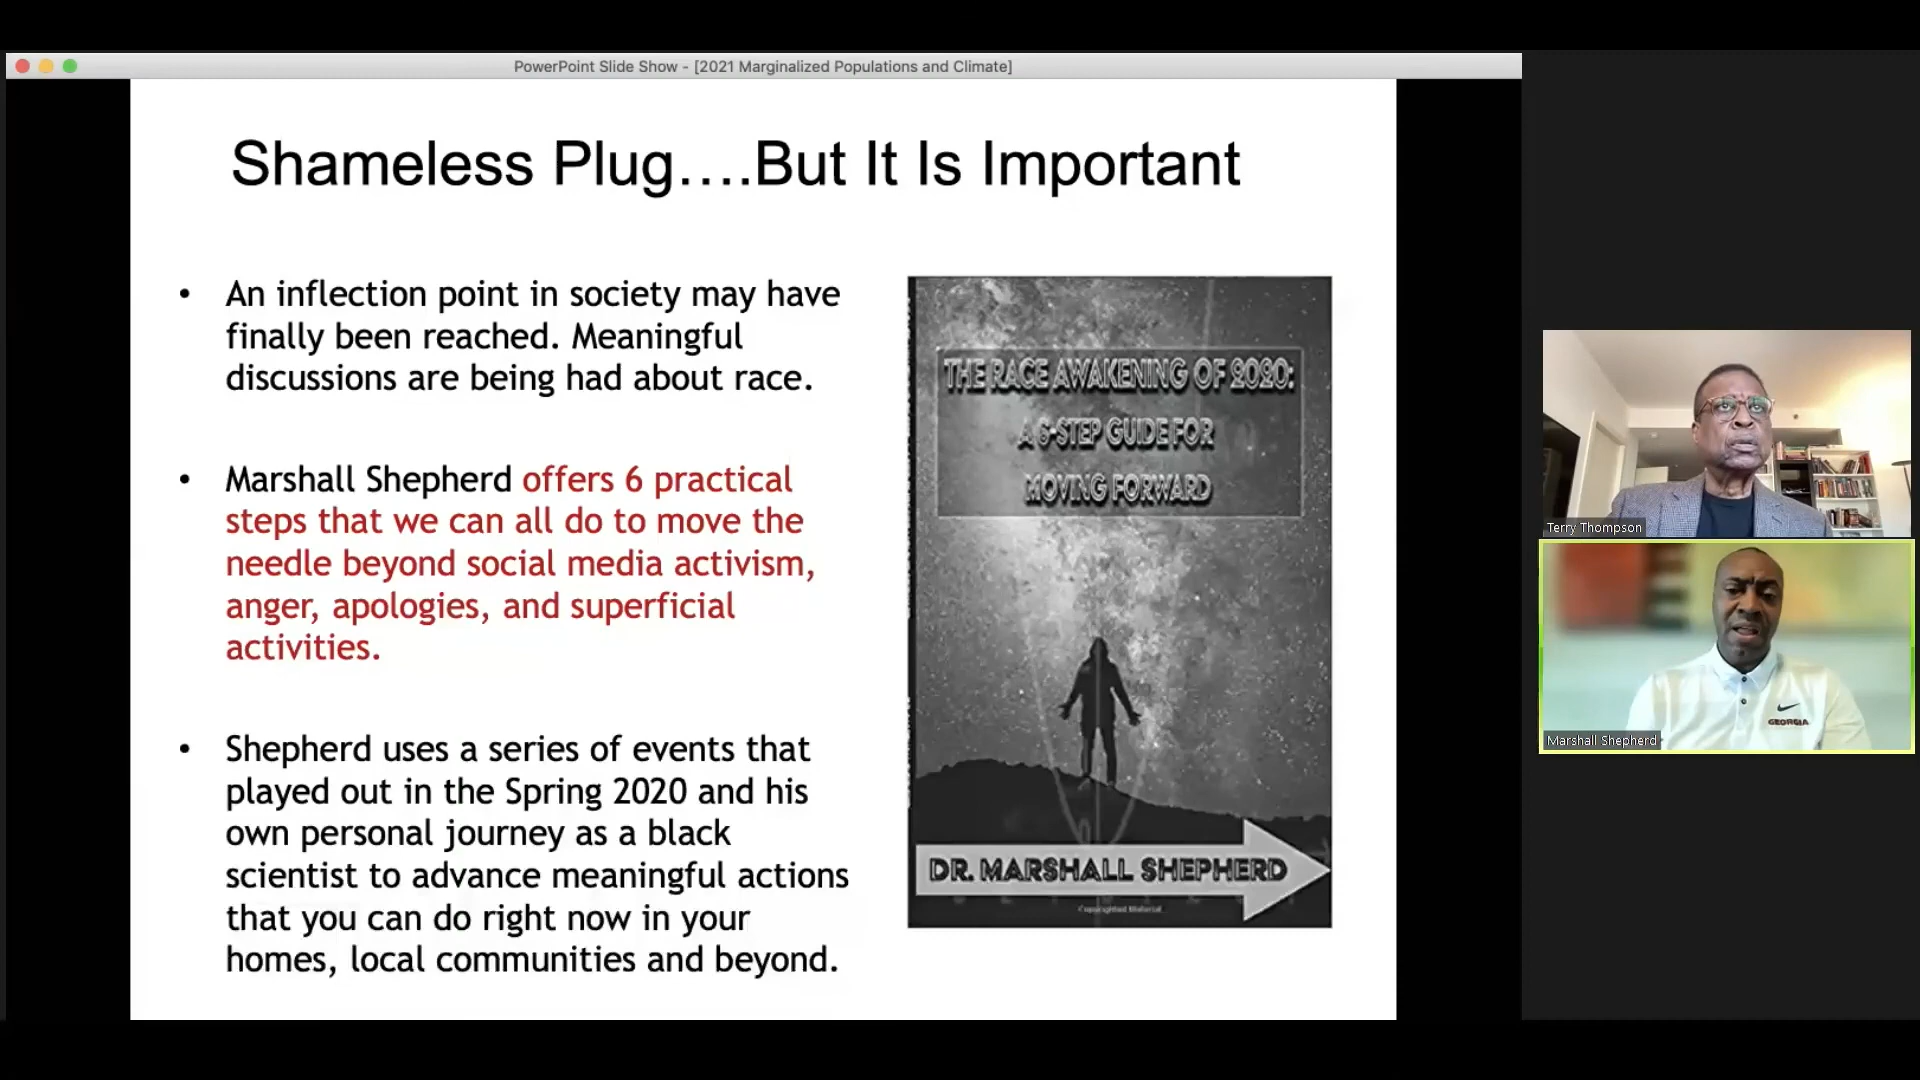 PowerPoint Slide Show - [2021 Marginalized Populations and Climate]
Shameless Plug....But It Is Important
• An inflection point in society may have
finally been reached. Meaningful
discussions are being had about race.
• Marshall Shepherd offers 6 practical
steps that we can all do to move the
needle beyond social media activism,
anger, apologies, and superficial
activities.
• Shepherd uses a series of events that
played out in the Spring 2020 and his
own personal journey as a black
scientist to advance meaningful actions
that you can do right now in your
homes, local communities and beyond.
THE RACE AWAKENING OF 2020:
A 6-STEP GUIDE FOR
MOVING FORWARD
DR. MARSHALL SHEPHERD
Copyrighted Material
Terry Thompson
GEORGIA
Marshall Shepherd